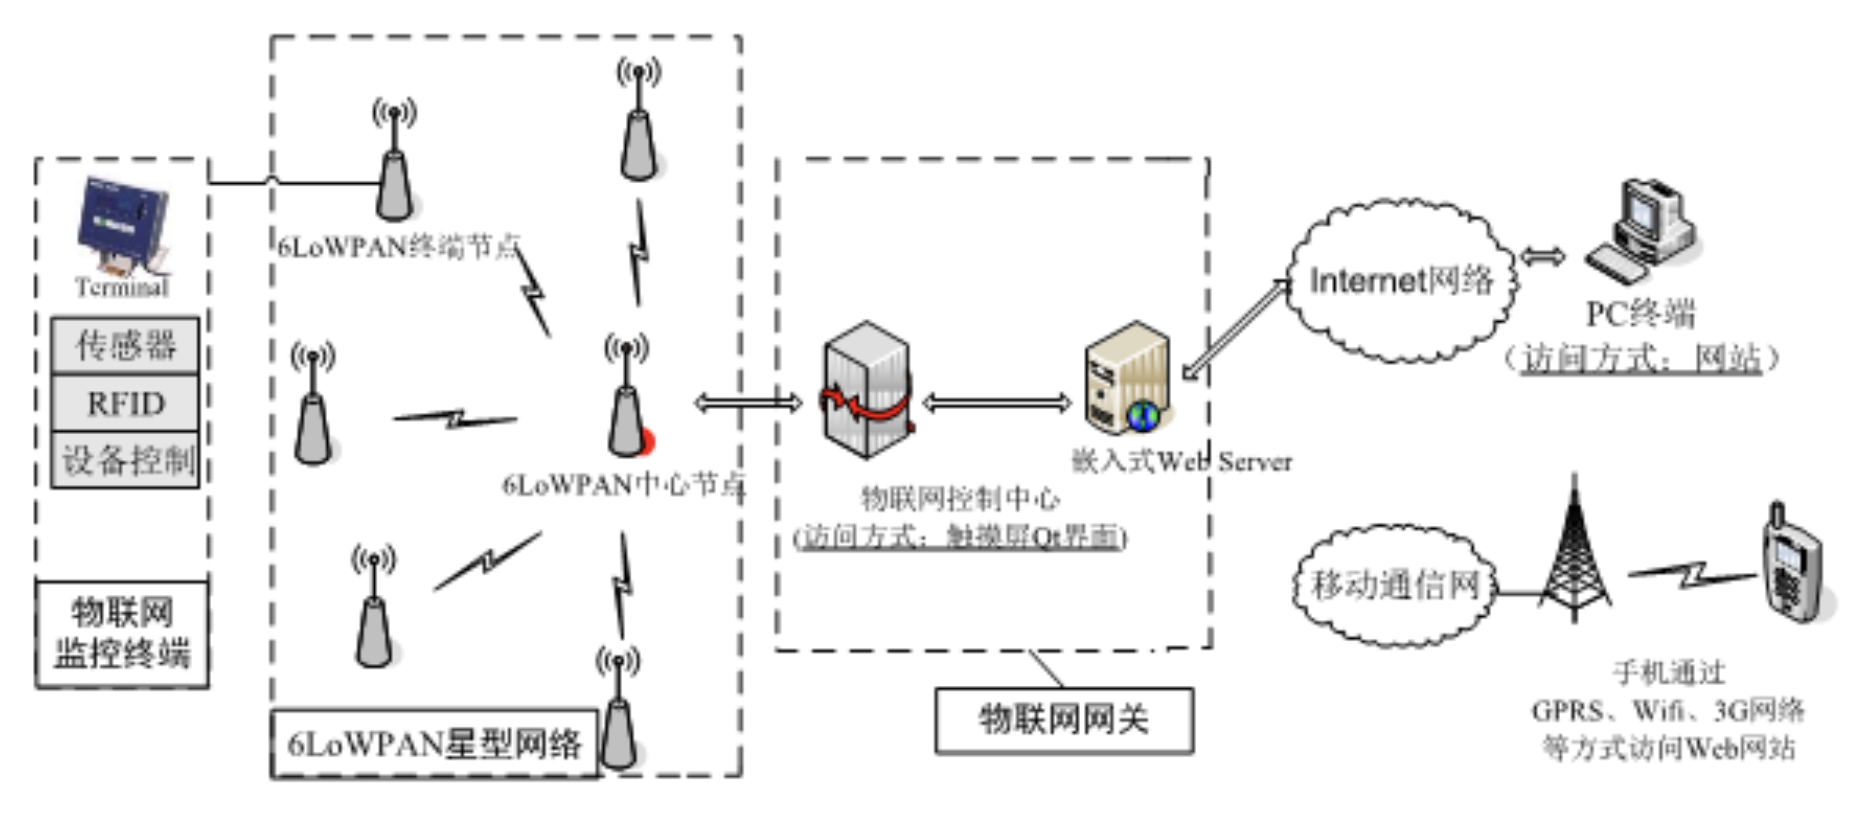 Terminal
传感器
RFID
设备控制
物联网
监控终端
6LoWPAN终端节点
6LoWPAN中心节点
6LoWPAN星型网络
物联网控制中心
(访问方式：触摸屏Qt界面)
嵌入式Web Server
物联网网关
Internet网络
PC终端
（访问方式：网站）
移动通信网
手机通过
GPRS、Wifi、3G网络
等方式访问Web网站